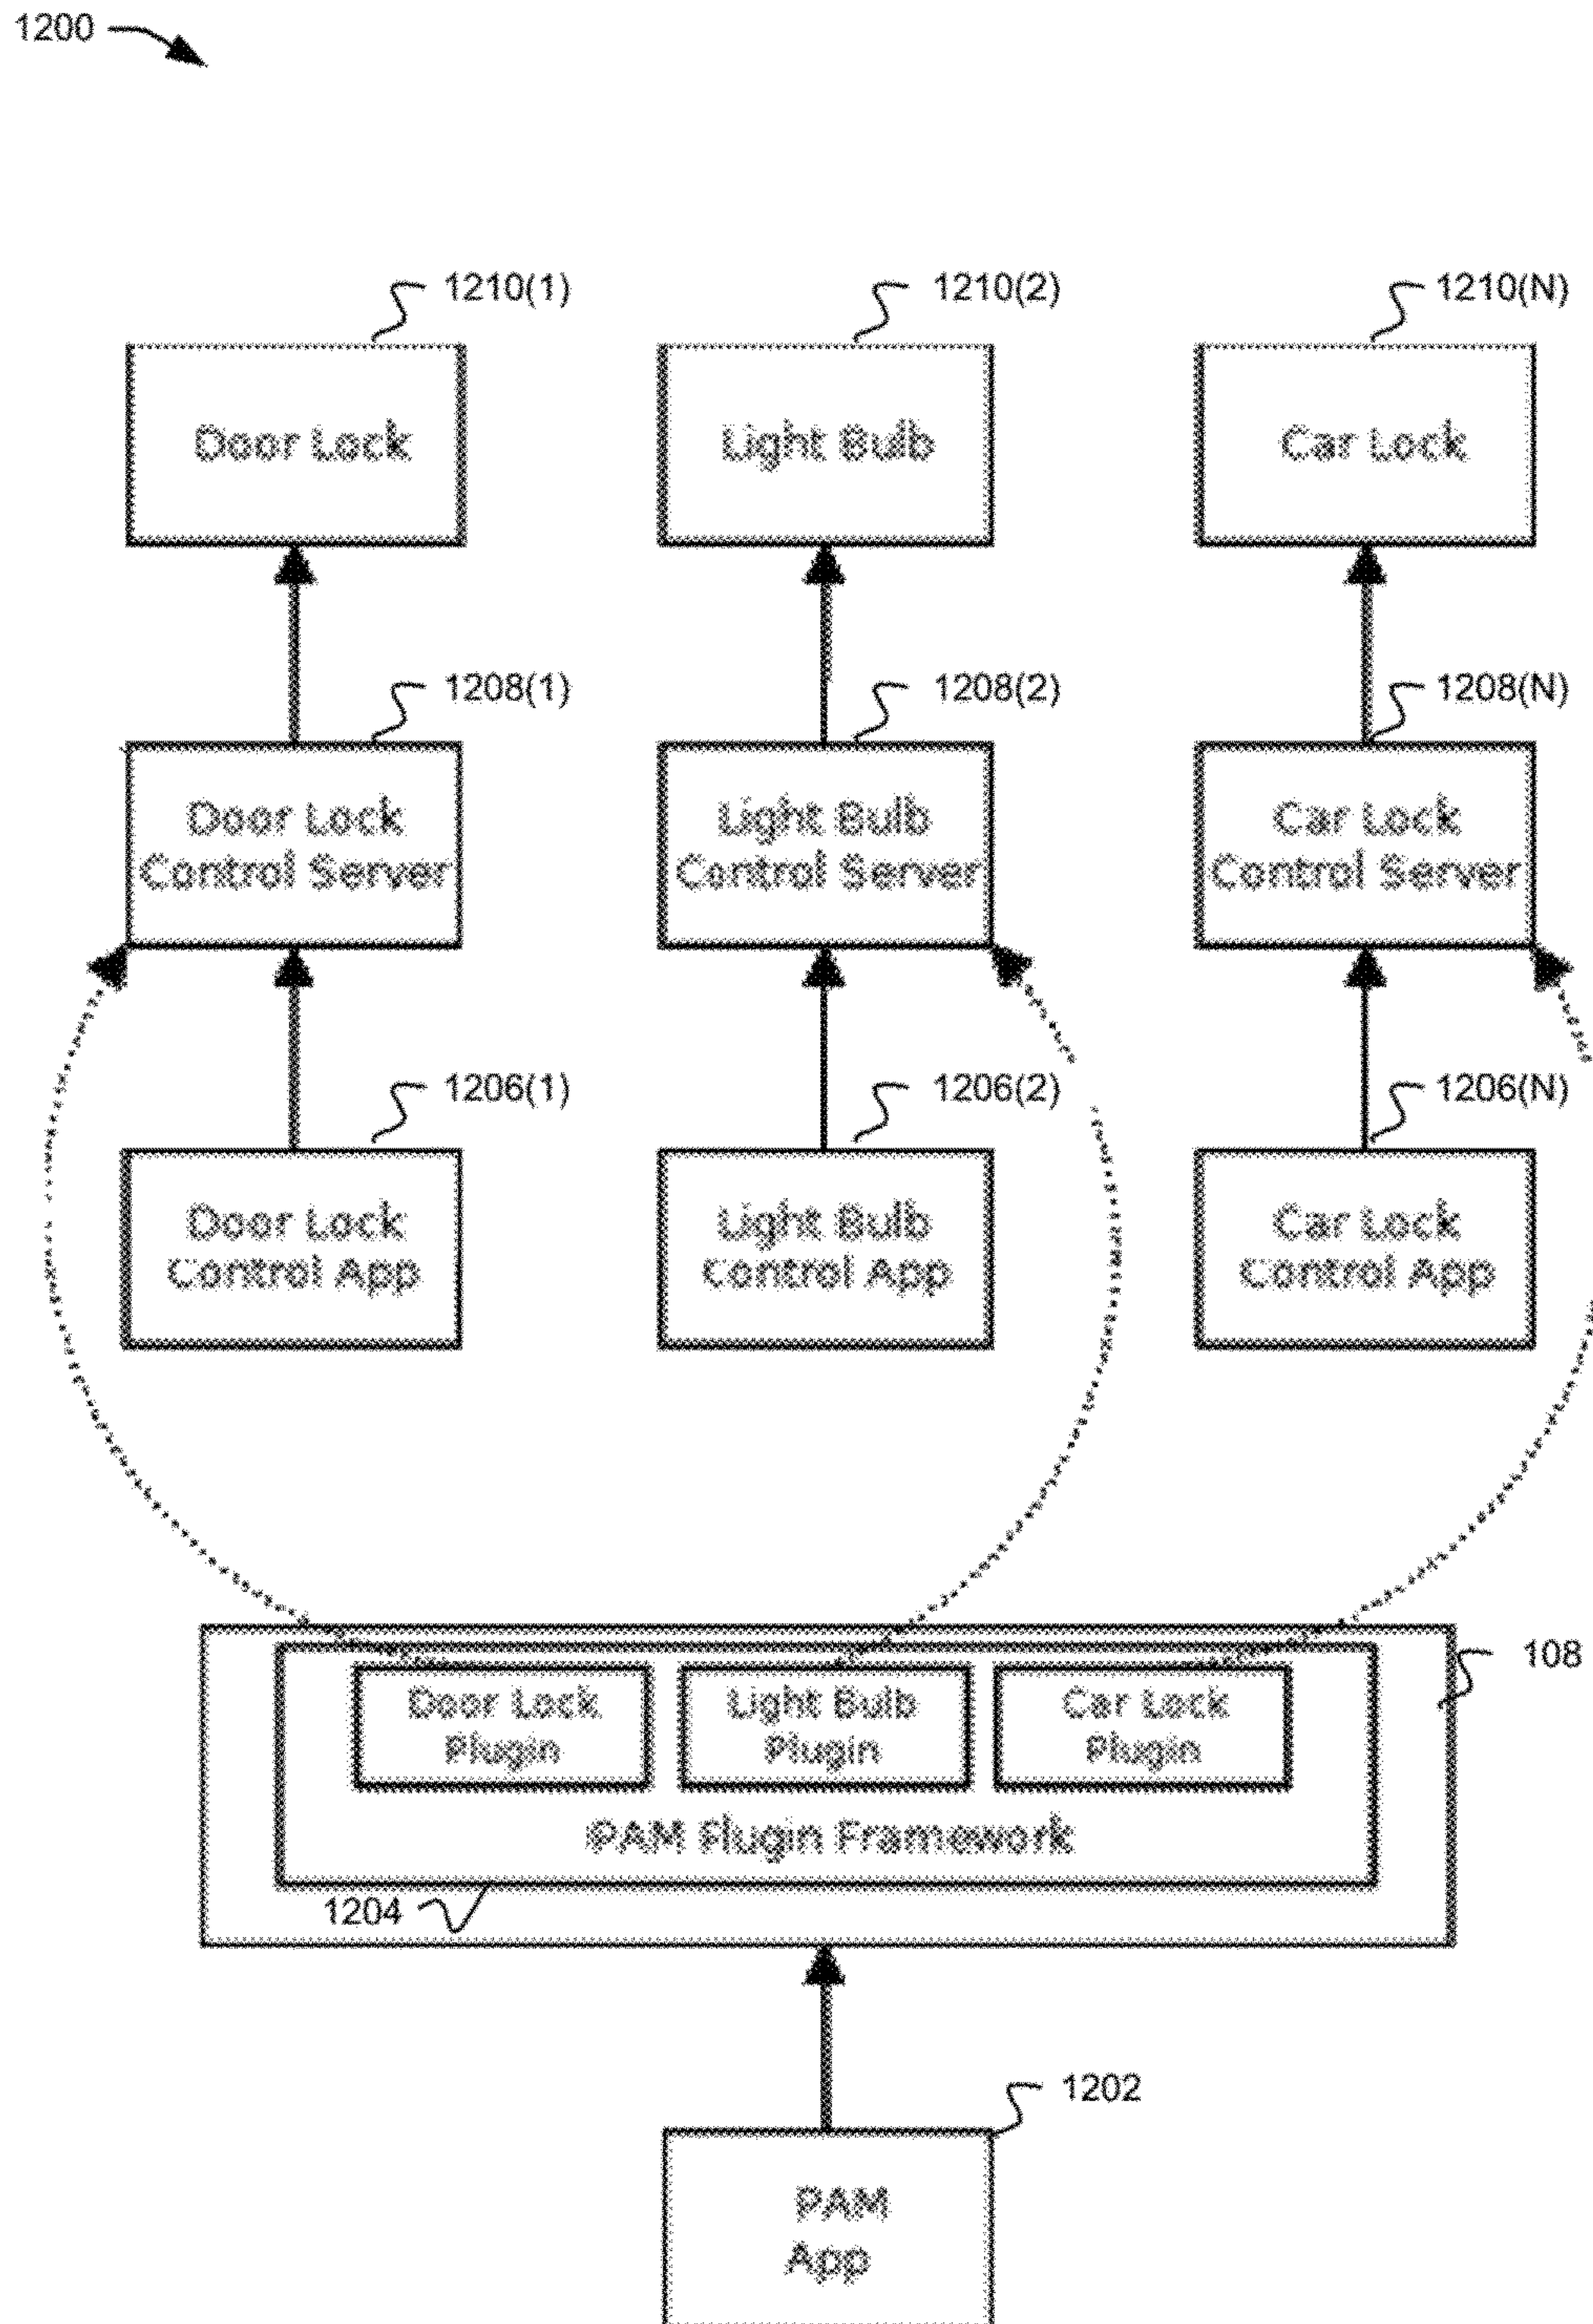 1200
1210(1)
1210(2)
1210(N)
Door Lock
Light Bulb
Car Lock
1208(1)
1208(2)
1208(N)
Door Lock
Control Server
Light Bulb
Control Server
Car Lock
Control Server
1206(1)
1206(2)
1206(N)
Door Lock
Control App
Light Bulb
Control App
Car Lock
Control App
108
Door Lock
Plugin
Light Bulb
Plugin
Car Lock
Plugin
PAM Plugin Framework
1204
1202
PAM
App